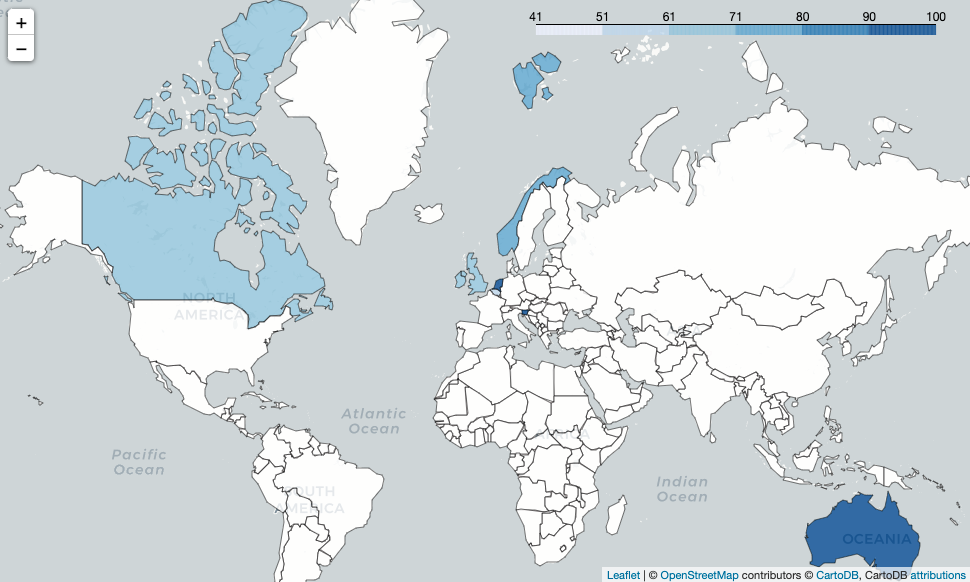 +
−
41 51 61 71 80 90 100
NORTH
AMERICA
Atlantic
Ocean
Pacific
Ocean
AFRICA
SOUTH
AMERICA
Indian
Ocean
OCEANIA
Leaflet | © OpenStreetMap contributors © CartoDB, CartoDB attributions